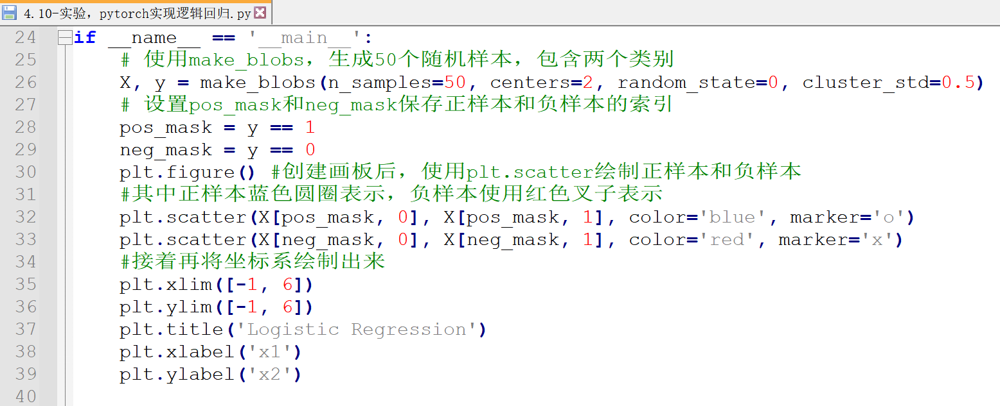 4.10-实验，pytorch实现逻辑回归.py
24 if __name__ == '__main__':
25 # 使用make_blobs，生成50个随机样本，包含两个类别
26 X, y = make_blobs(n_samples=50, centers=2, random_state=0, cluster_std=0.5)
27 # 设置pos_mask和neg_mask保存正样本和负样本的索引
28 pos_mask = y == 1
29 neg_mask = y == 0
30 plt.figure() #创建画板后，使用plt.scatter绘制正样本和负样本
31 #其中正样本蓝色圆圈表示，负样本使用红色叉子表示
32 plt.scatter(X[pos_mask, 0], X[pos_mask, 1], color='blue', marker='o')
33 plt.scatter(X[neg_mask, 0], X[neg_mask, 1], color='red', marker='x')
34 #接着再将坐标系绘制出来
35 plt.xlim([-1, 6])
36 plt.ylim([-1, 6])
37 plt.title('Logistic Regression')
38 plt.xlabel('x1')
39 plt.ylabel('x2')
40